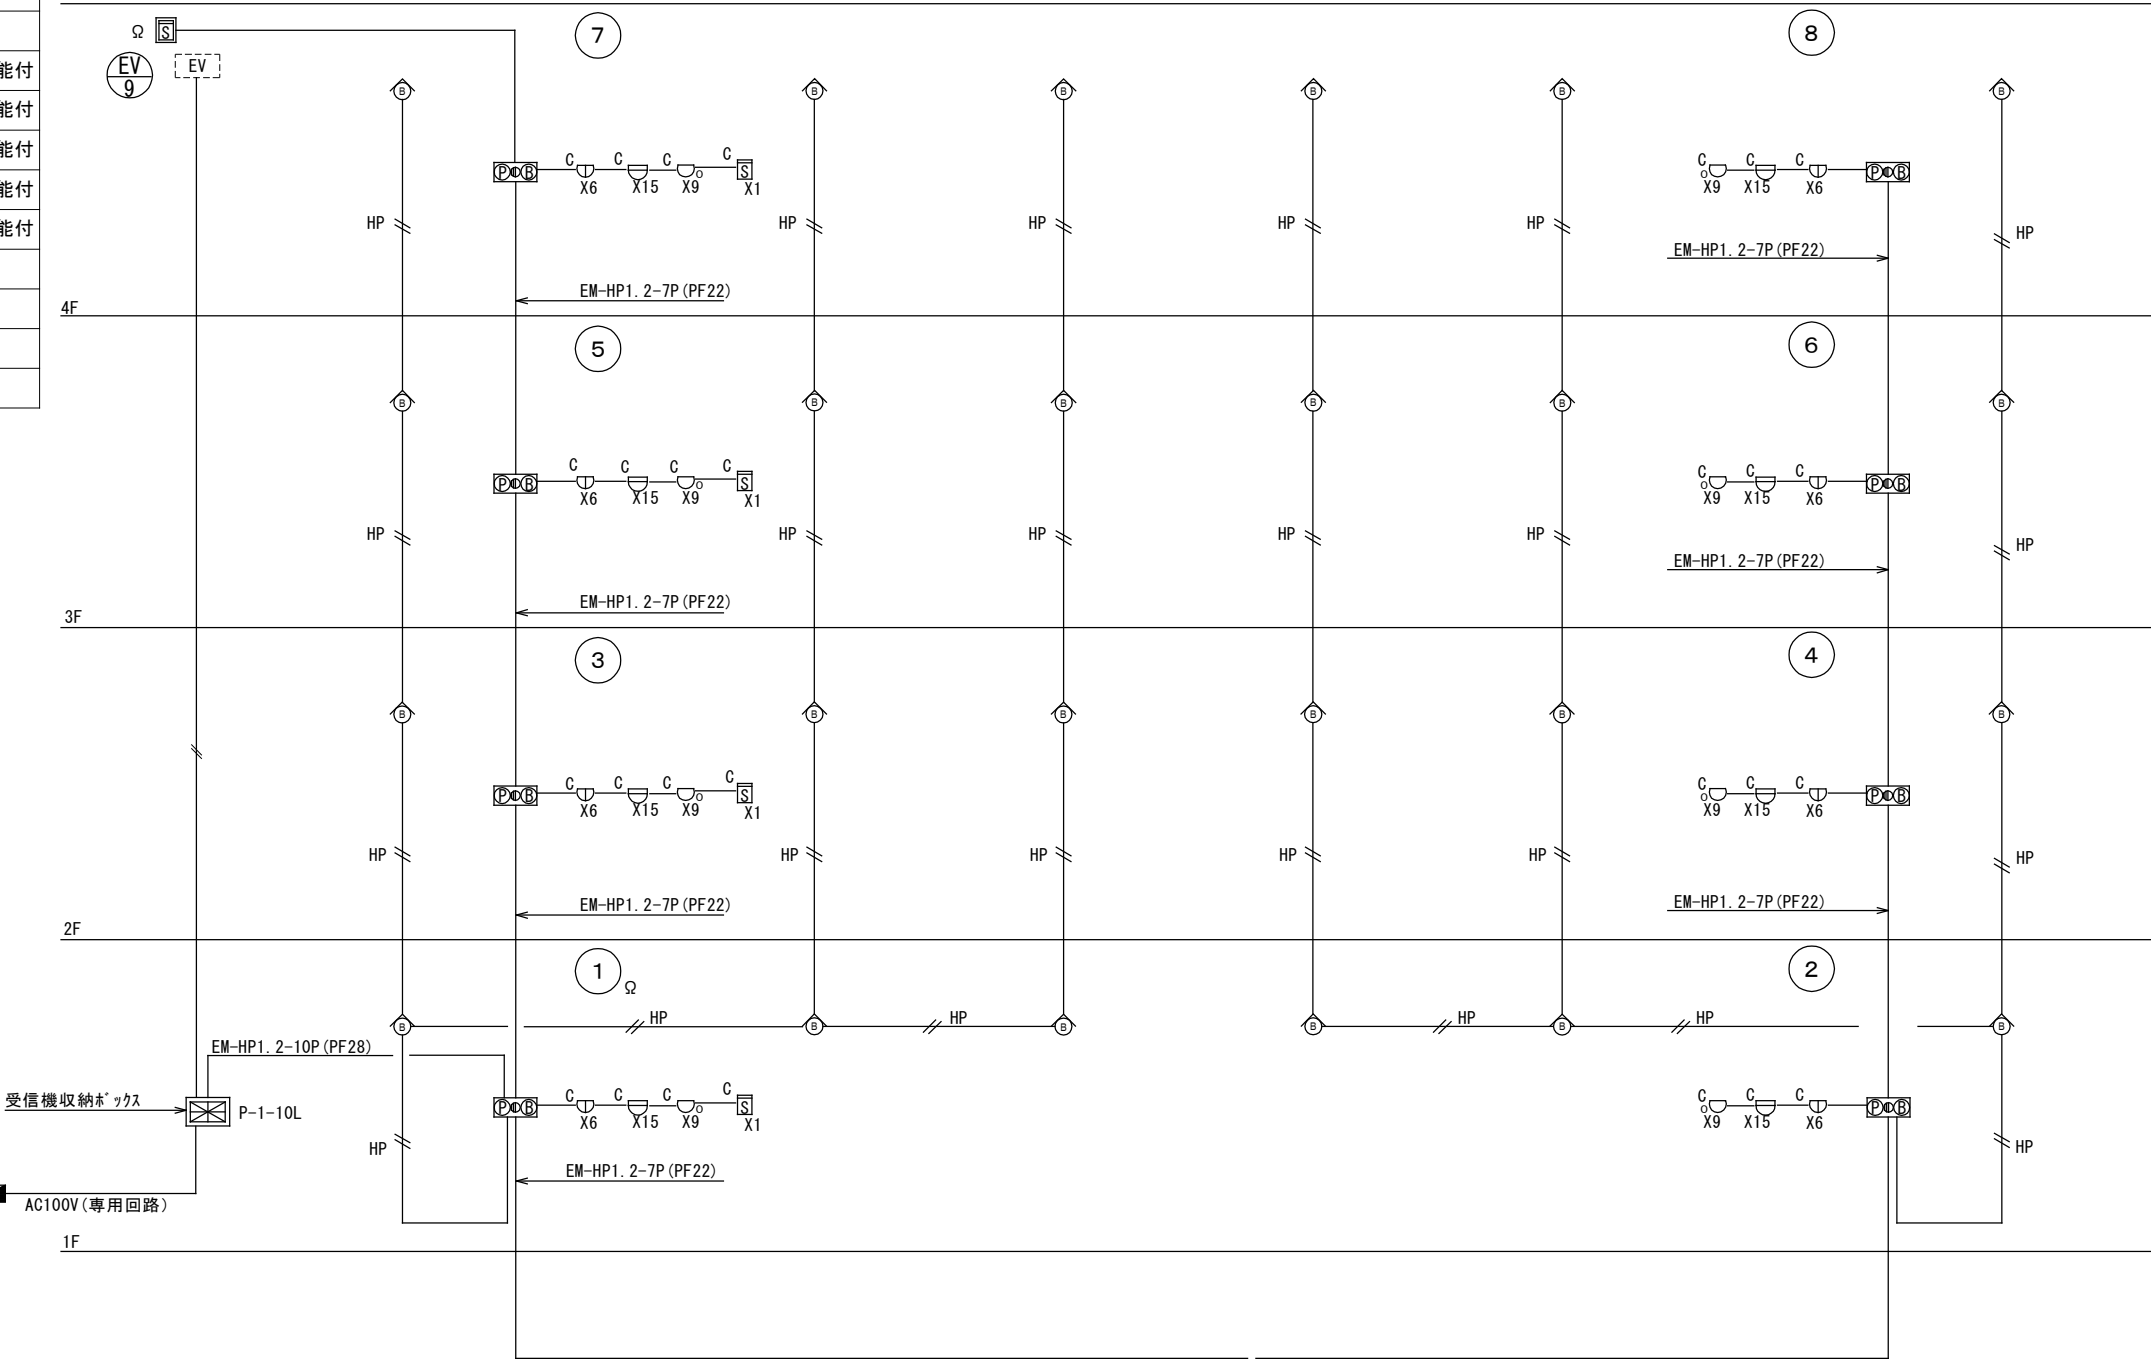 Ω S
EV
9
EV
7
8
能付
能付
能付
能付
能付
B B B B B B
P B C C C C S
X6 X15 X9 X1
C C C P B
X9 X15 X6
HP HP HP HP HP HP
EM-HP1.2-7P(PF22)
EM-HP1.2-7P(PF22)
4F
5
6
B B B B B B
P B C C C C S
X6 X15 X9 X1
C C C P B
X9 X15 X6
HP HP HP HP HP HP
EM-HP1.2-7P(PF22)
EM-HP1.2-7P(PF22)
3F
3
4
B B B B B B
P B C C C C S
X6 X15 X9 X1
C C C P B
X9 X15 X6
HP HP HP HP HP HP
EM-HP1.2-7P(PF22)
EM-HP1.2-7P(PF22)
2F
1 Ω
2
B HP B HP B
B HP B HP B
EM-HP1.2-10P(PF28)
受信機収納ボックス
P-1-10L
P B C C C C S
X6 X15 X9 X1
C C C P B
X9 X15 X6
HP HP
EM-HP1.2-7P(PF22)
AC100V(専用回路)
1F